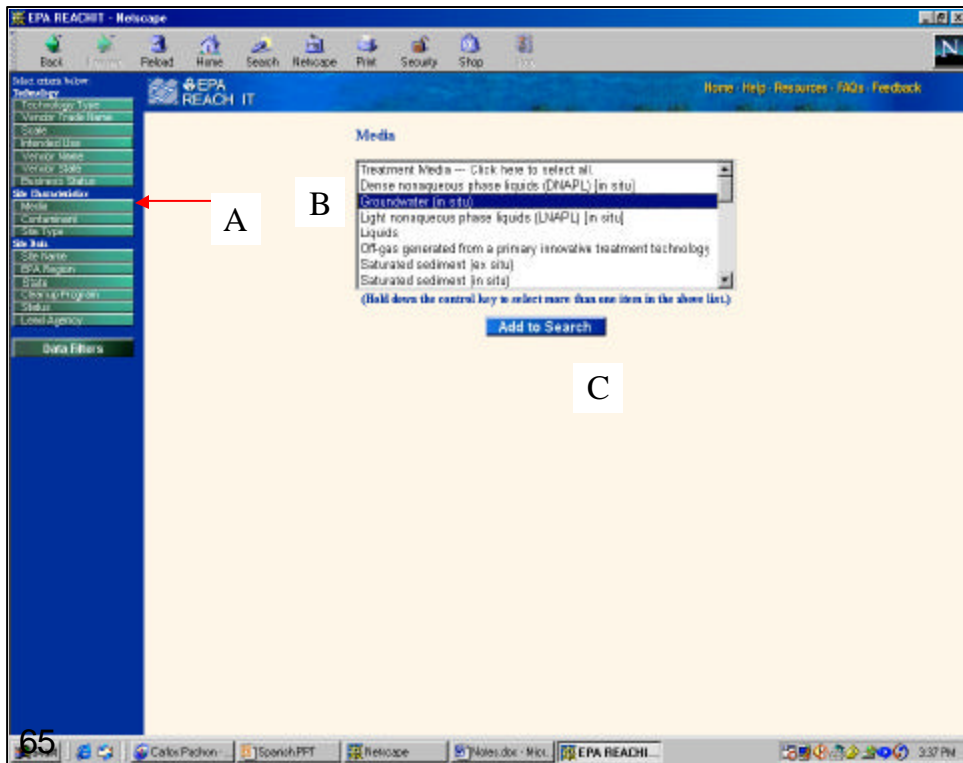 EPA REACHIT - Netscape
Back
Reload Home Search Netscape Print Security Shop
N
Select criteria below:
Technology
Technology Type
Vendor Trade Name
Scale
Intended Use
Vendor Name
Vendor State
Business Status
Site Characteristics
Media
Contaminant
Site Type
Site Data
Site Name
EPA Region
State
Cleanup Program
Status
Lead Agency
Data Filters
EPA
REACH IT
Home - Help - Resources - FAQs - Feedback
Media
Treatment Media --- Click here to select all.
Dense nonaqueous phase liquids (DNAPL) [in situ]
Groundwater (in situ)
Light nonaqueous phase liquids (LNAPL) [in situ]
Liquids
Off-gas generated from a primary innovative treatment technology
Saturated sediment (ex situ)
Saturated sediment (in situ)
(Hold down the control key to select more than one item in the above list.)
Add to Search
A
B
C
65
Carlos Pachon - SpanishPPT Netscape Notes.doc - Micr... EPA REACHI... 3:37 PM